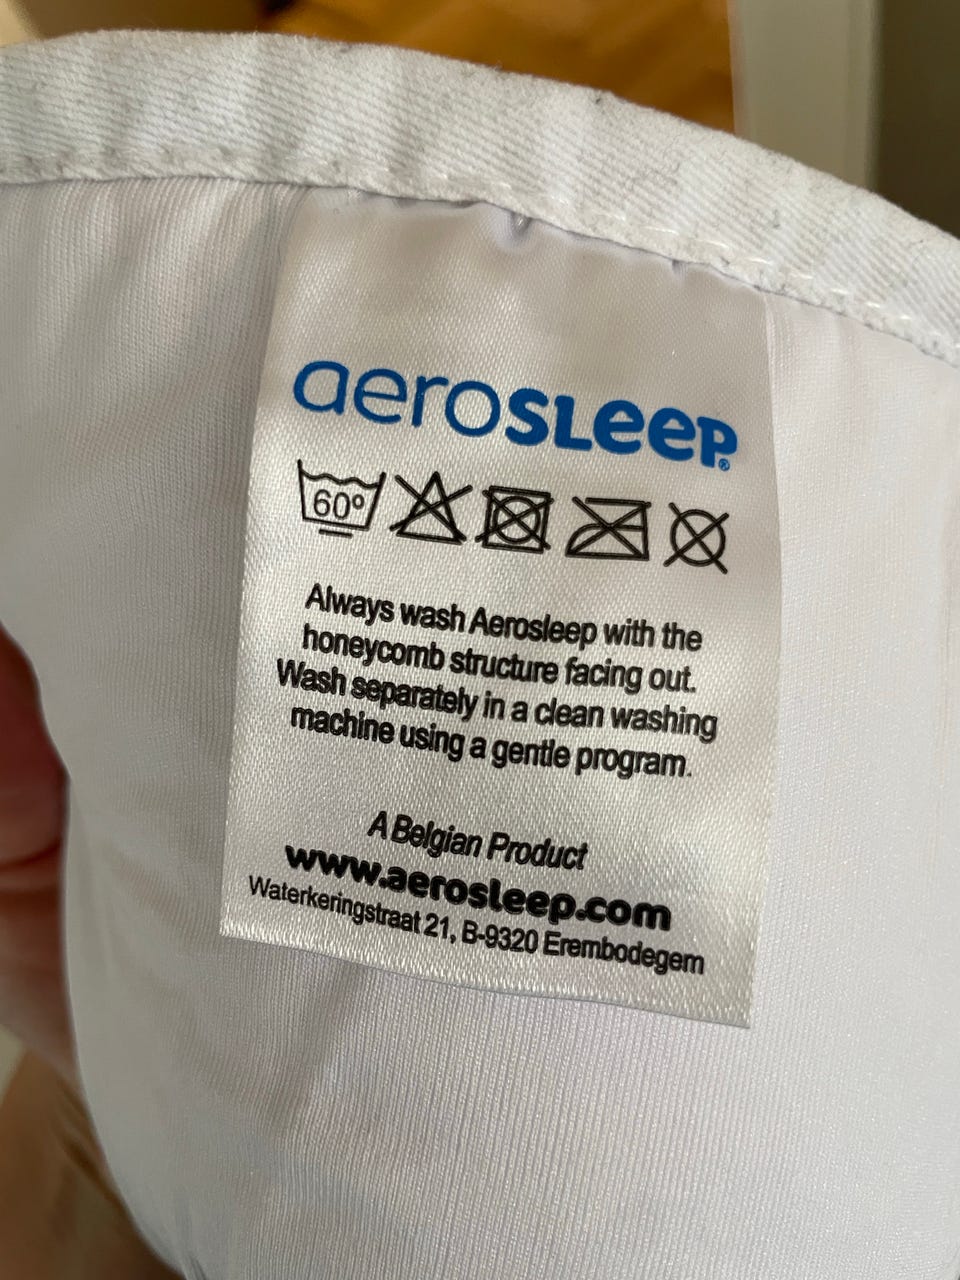 aerosleep®
60°
Always wash Aerosleep with the
honeycomb structure facing out.
Wash separately in a clean washing
machine using a gentle program.
A Belgian Product
www.aerosleep.com
Waterkeringstraat 21, B-9320 Erembodegem